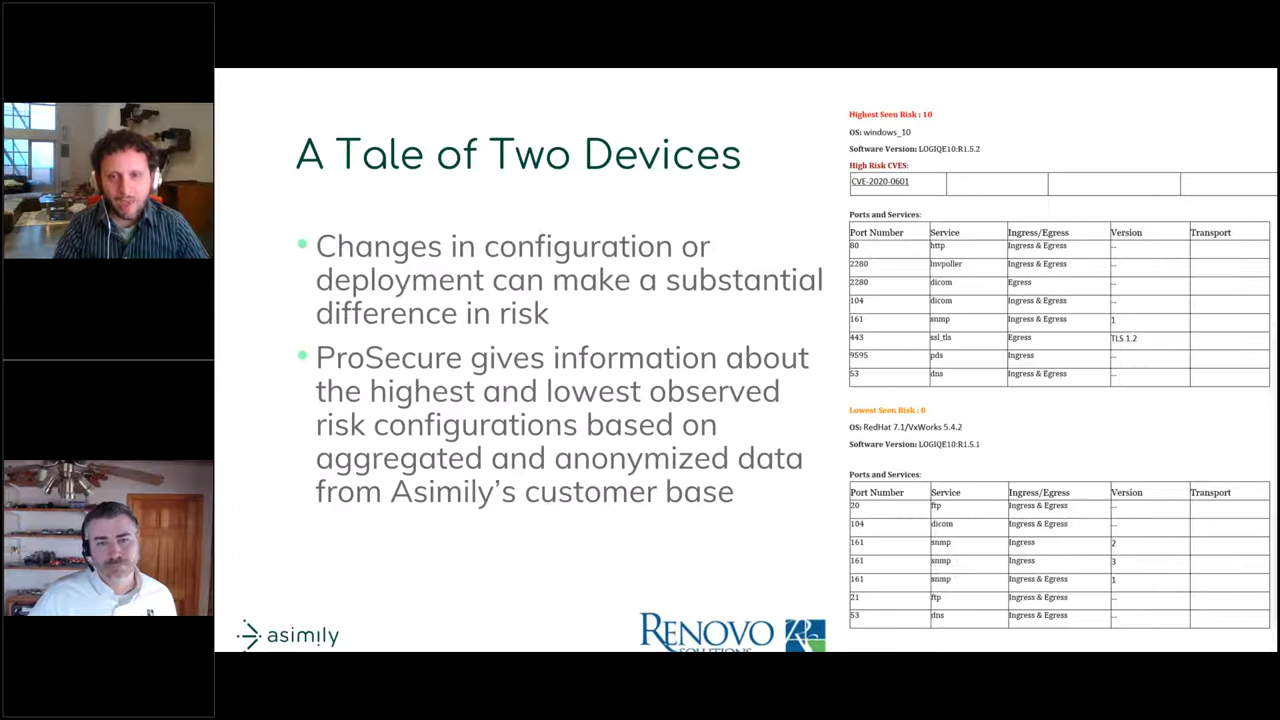 A Tale of Two Devices
Changes in configuration or
deployment can make a substantial
difference in risk
ProSecure gives information about
the highest and lowest observed
risk configurations based on
aggregated and anonymized data
from Asimily’s customer base
asimily
RENOVO
SOLUTIONS
Highest Seen Risk : 10
OS: windows_10
Software Version: LOGIQE10:R1.5.2
High Risk CVES:
CVE-2020-0601
Ports and Services:
Port Number Service Ingress/Egress Version Transport
80 http Ingress & Egress ...
2280 lnvpoller Ingress & Egress ...
2280 dicom Egress ...
104 dicom Ingress & Egress ...
161 snmp Ingress & Egress 1
443 ssl_tls Egress TLS 1.2
9595 pds Ingress ...
53 dns Ingress & Egress ...
Lowest Seen Risk : 0
OS: RedHat 7.1/VxWorks 5.4.2
Software Version: LOGIQE10:R1.5.1
Ports and Services:
Port Number Service Ingress/Egress Version Transport
20 ftp Ingress & Egress ...
104 dicom Ingress & Egress ...
161 snmp Ingress 2
161 snmp Ingress 3
161 snmp Ingress & Egress 1
21 ftp Ingress & Egress ...
53 dns Ingress & Egress ...